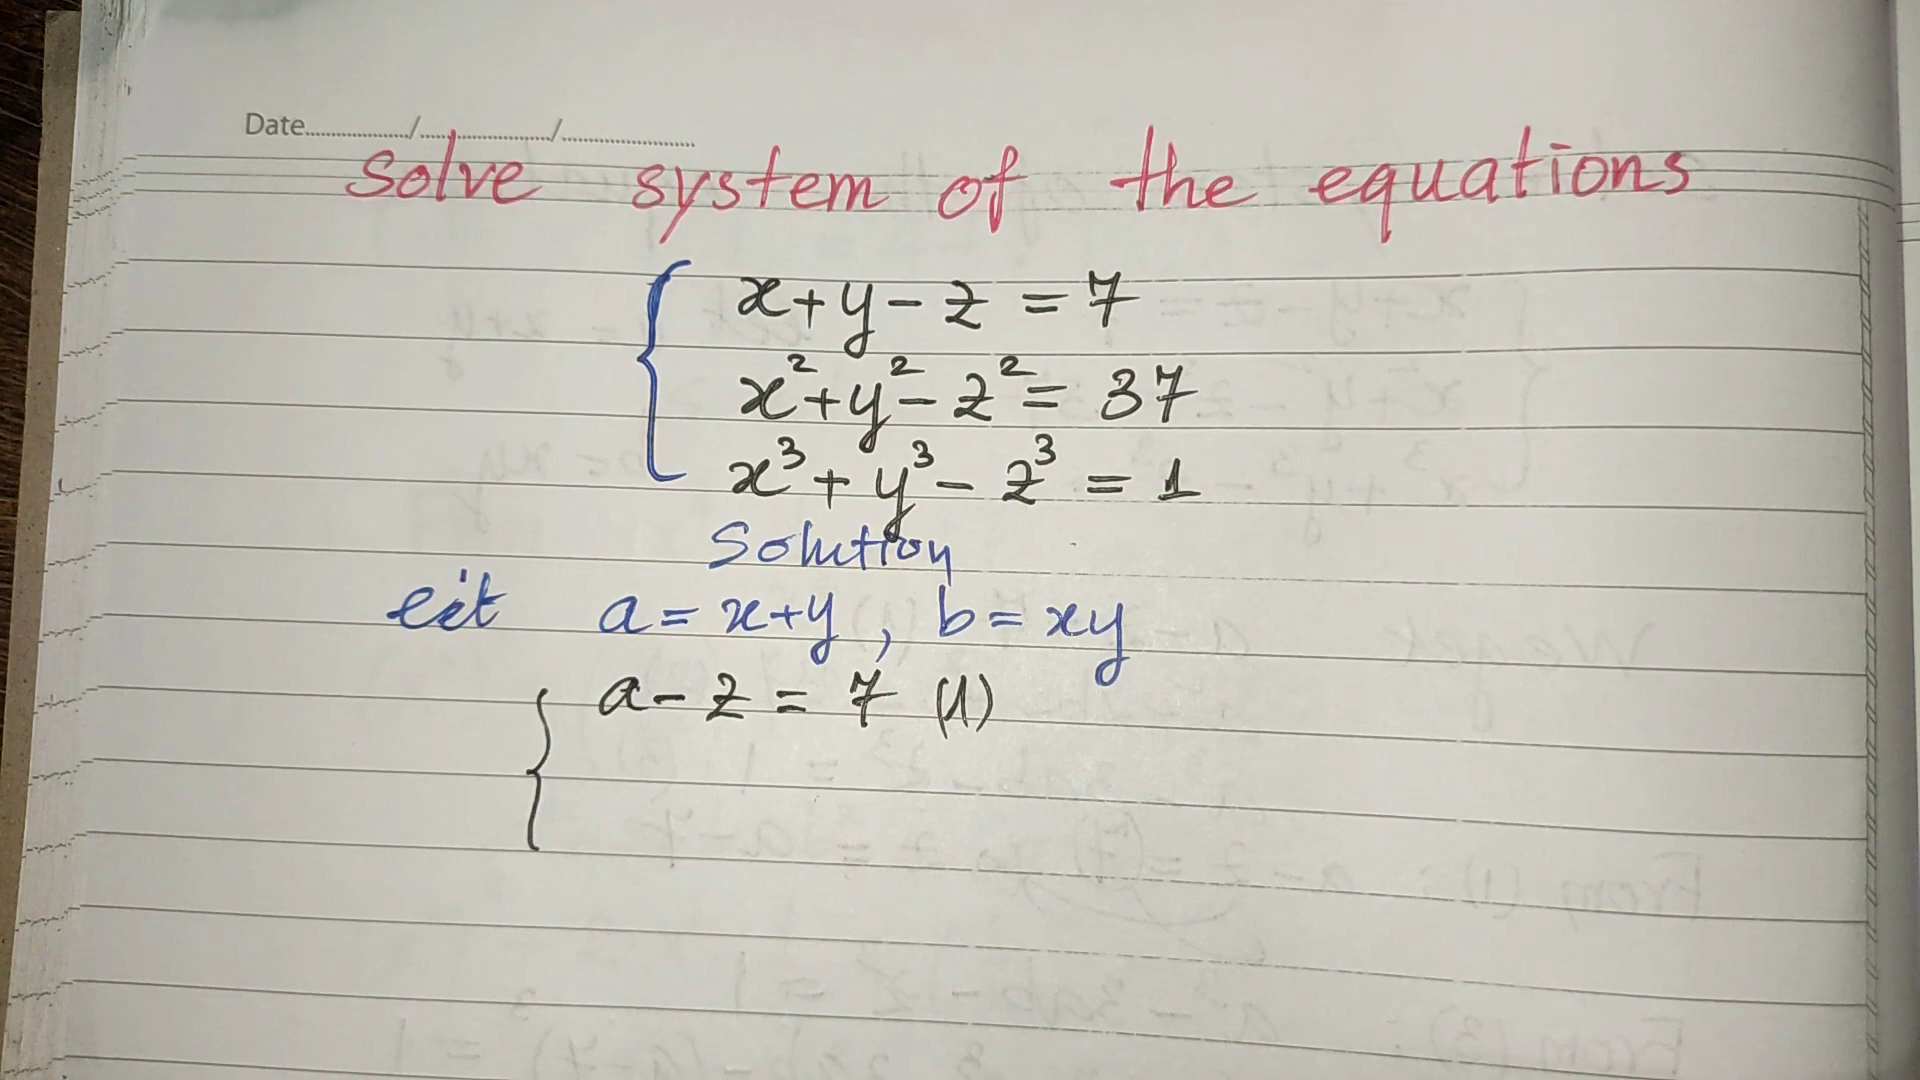 Date............/............/............
Solve system of the equations
x+y-z = 7
x²+y²-z² = 37
x³+y³-z³ = 1
Solution
a=x+y, b=xy
a-z = 7 (1)